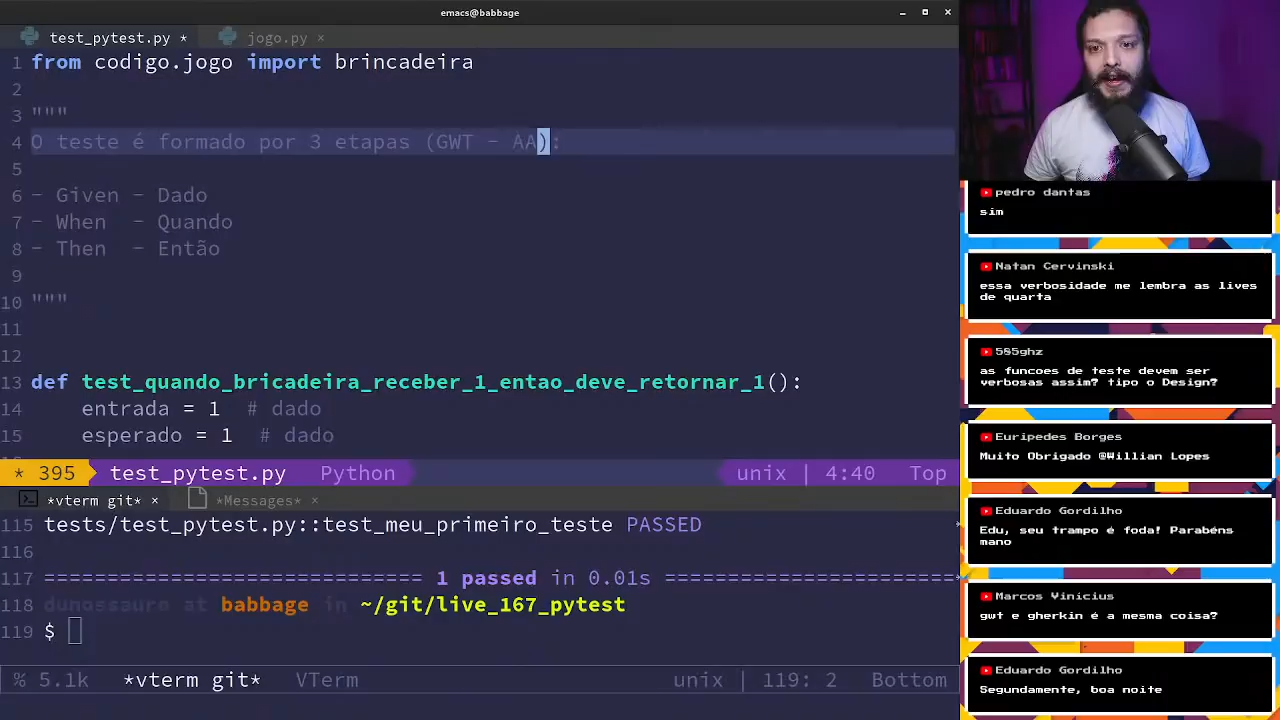 emacs@babbage
test_pytest.py * jogo.py ×
1 from codigo.jogo import brincadeira
2
3 """
4 O teste é formado por 3 etapas (GWT - AA):
5
6 - Given - Dado
7 - When - Quando
8 - Then - Então
9
10 """
11
12
13 def test_quando_bricadeira_receber_1_entao_deve_retornar_1():
14 entrada = 1 # dado
15 esperado = 1 # dado
* 395 test_pytest.py Python unix | 4:40 Top
*vterm git* × *Messages* ×
115 tests/test_pytest.py::test_meu_primeiro_teste PASSED
116
117 ============================== 1 passed in 0.01s =======================
118 dunossauro at babbage in ~/git/live_167_pytest
119 $
% 5.1k *vterm git* VTerm unix | 119: 2 Bottom
pedro dantas
sim
Natan Cervinski
essa verbosidade me lembra as lives
de quarta
505ghz
as funcoes de teste devem ser
verbosas assim? tipo o Design?
Euripedes Borges
Muito Obrigado @Willian Lopes
Eduardo Gordilho
Edu, seu trampo é foda! Parabéns
mano
Marcos Vinicius
gwt e gherkin é a mesma coisa?
Eduardo Gordilho
Segundamente, boa noite